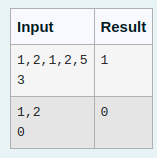 Input Result
1,2,1,2,5 1
3
1,2 0
0